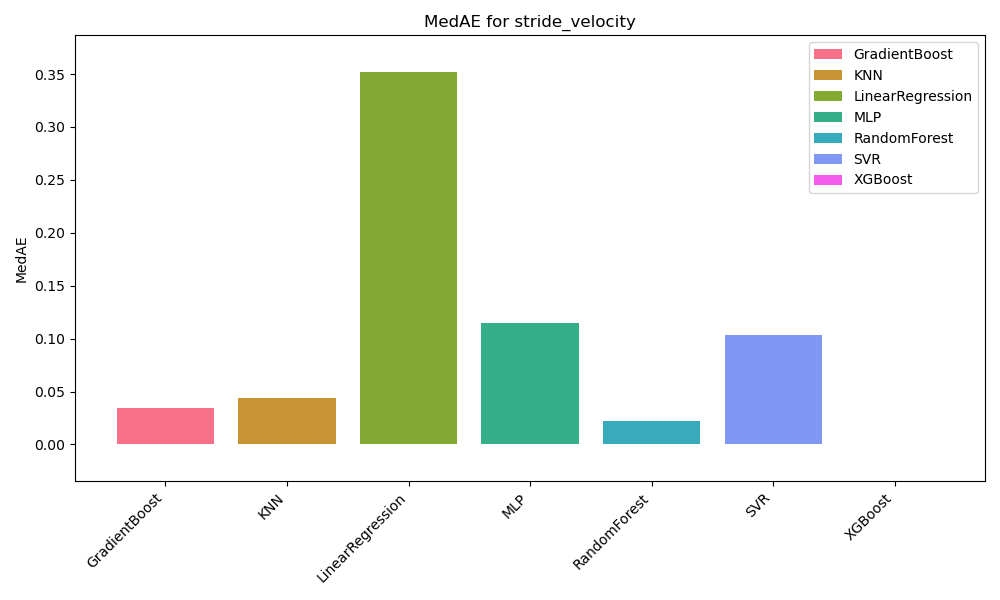 MedAE for stride_velocity
GradientBoost
KNN
LinearRegression
MLP
RandomForest
SVR
XGBoost
MedAE
0.35
0.30
0.25
0.20
0.15
0.10
0.05
0.00
GradientBoost
KNN
LinearRegression
MLP
RandomForest
SVR
XGBoost